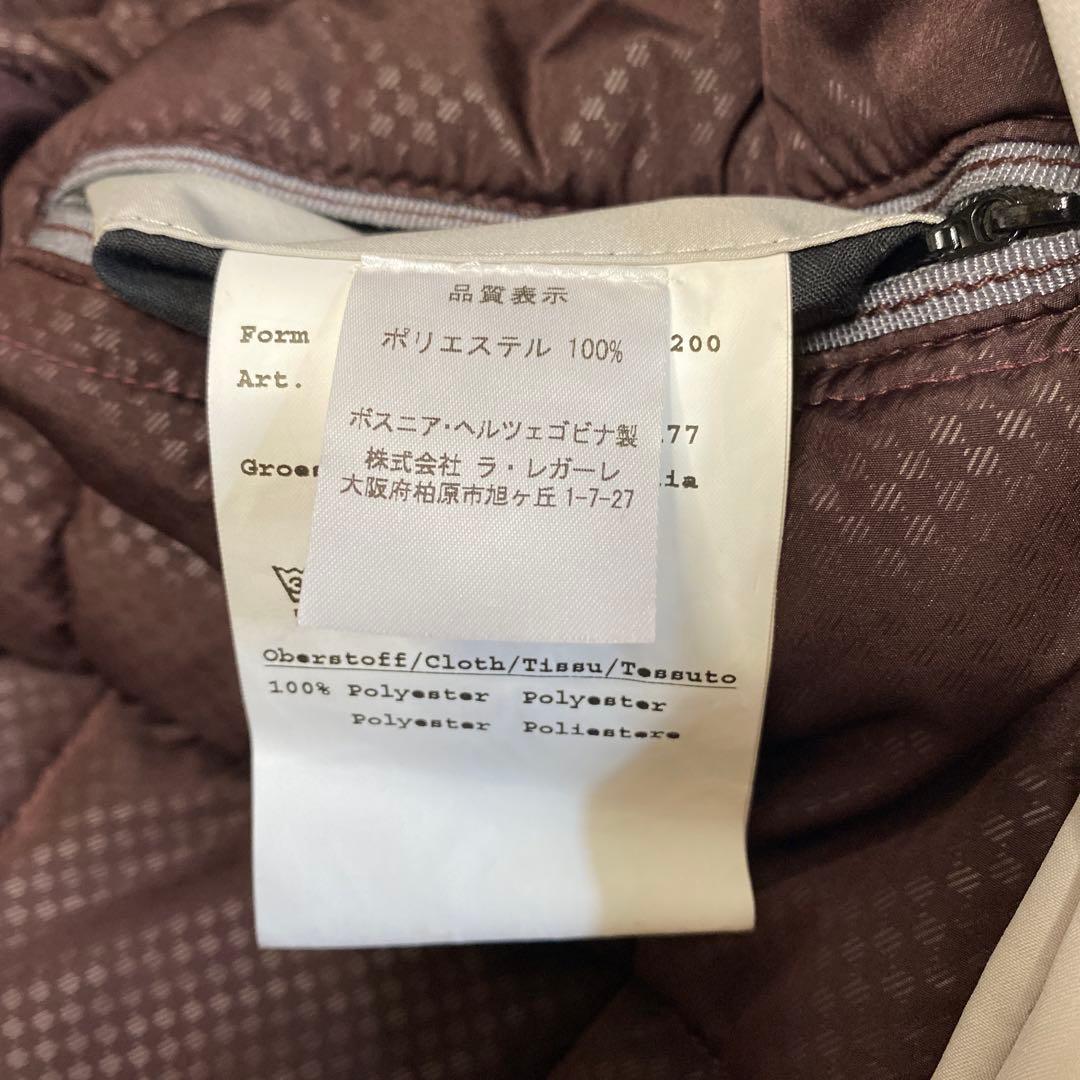 品質表示
ポリエステル 100%
ボスニア・ヘルツェゴビナ製
株式会社 ラ・レガーレ
大阪府柏原市旭ヶ丘 1-7-27
Form 200
Art.
77
Oberstoff/Cloth/Tissu/Tessuto
100% Polyester Polyester
Polyester Poliestere